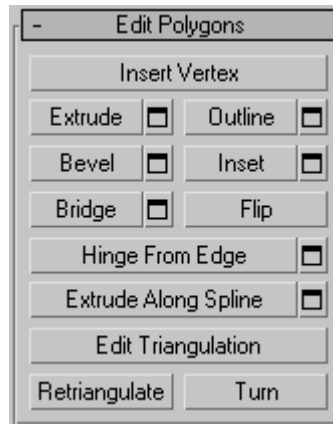 - Edit Polygons
Insert Vertex
Extrude Outline
Bevel Inset
Bridge Flip
Hinge From Edge
Extrude Along Spline
Edit Triangulation
Retriangulate Turn